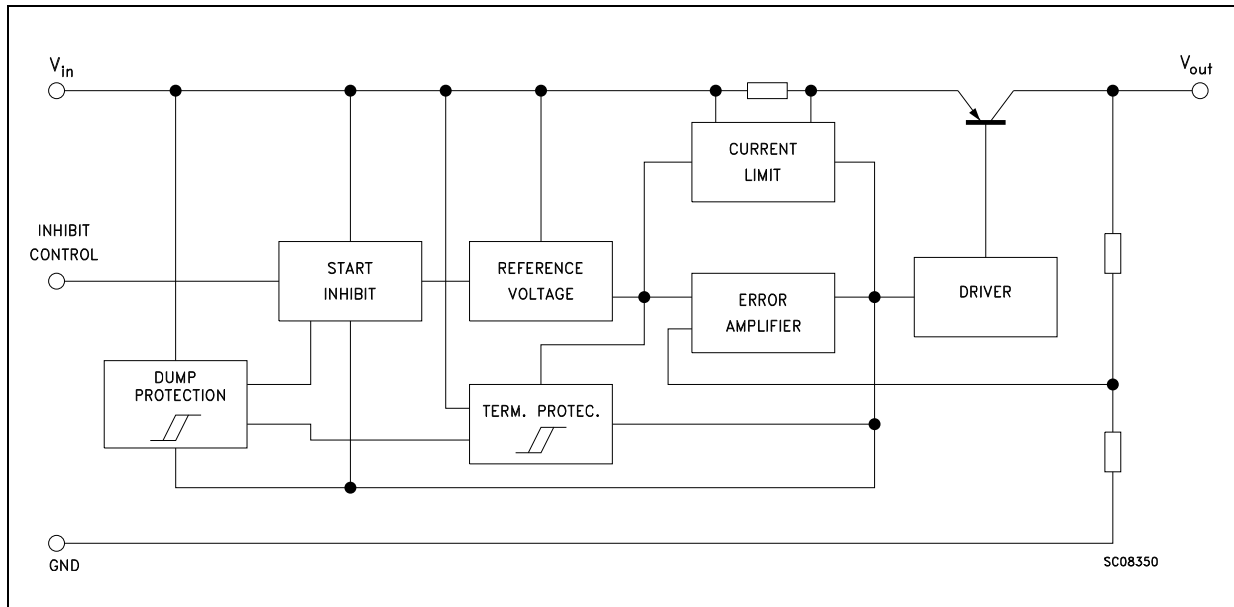 Vin
Vout
CURRENT
LIMIT
INHIBIT
CONTROL
START
INHIBIT
REFERENCE
VOLTAGE
ERROR
AMPLIFIER
DRIVER
DUMP
PROTECTION
TERM. PROTEC.
GND
SC08350